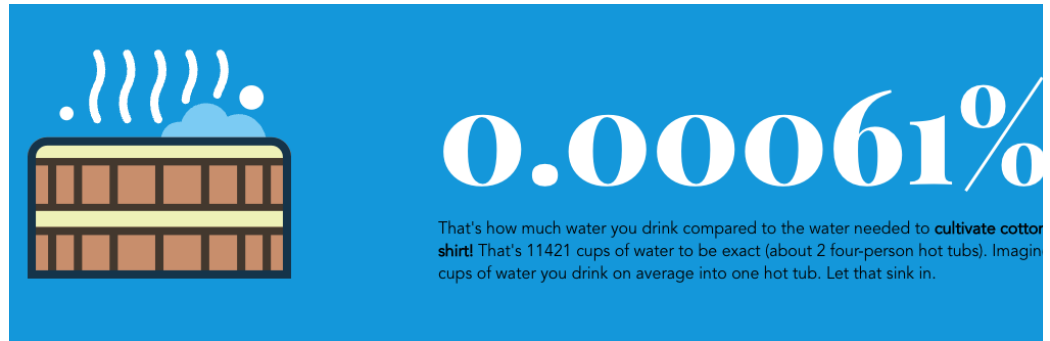 0.00061%
That's how much water you drink compared to the water needed to cultivate cotton
shirt! That's 11421 cups of water to be exact (about 2 four-person hot tubs). Imagin
cups of water you drink on average into one hot tub. Let that sink in.